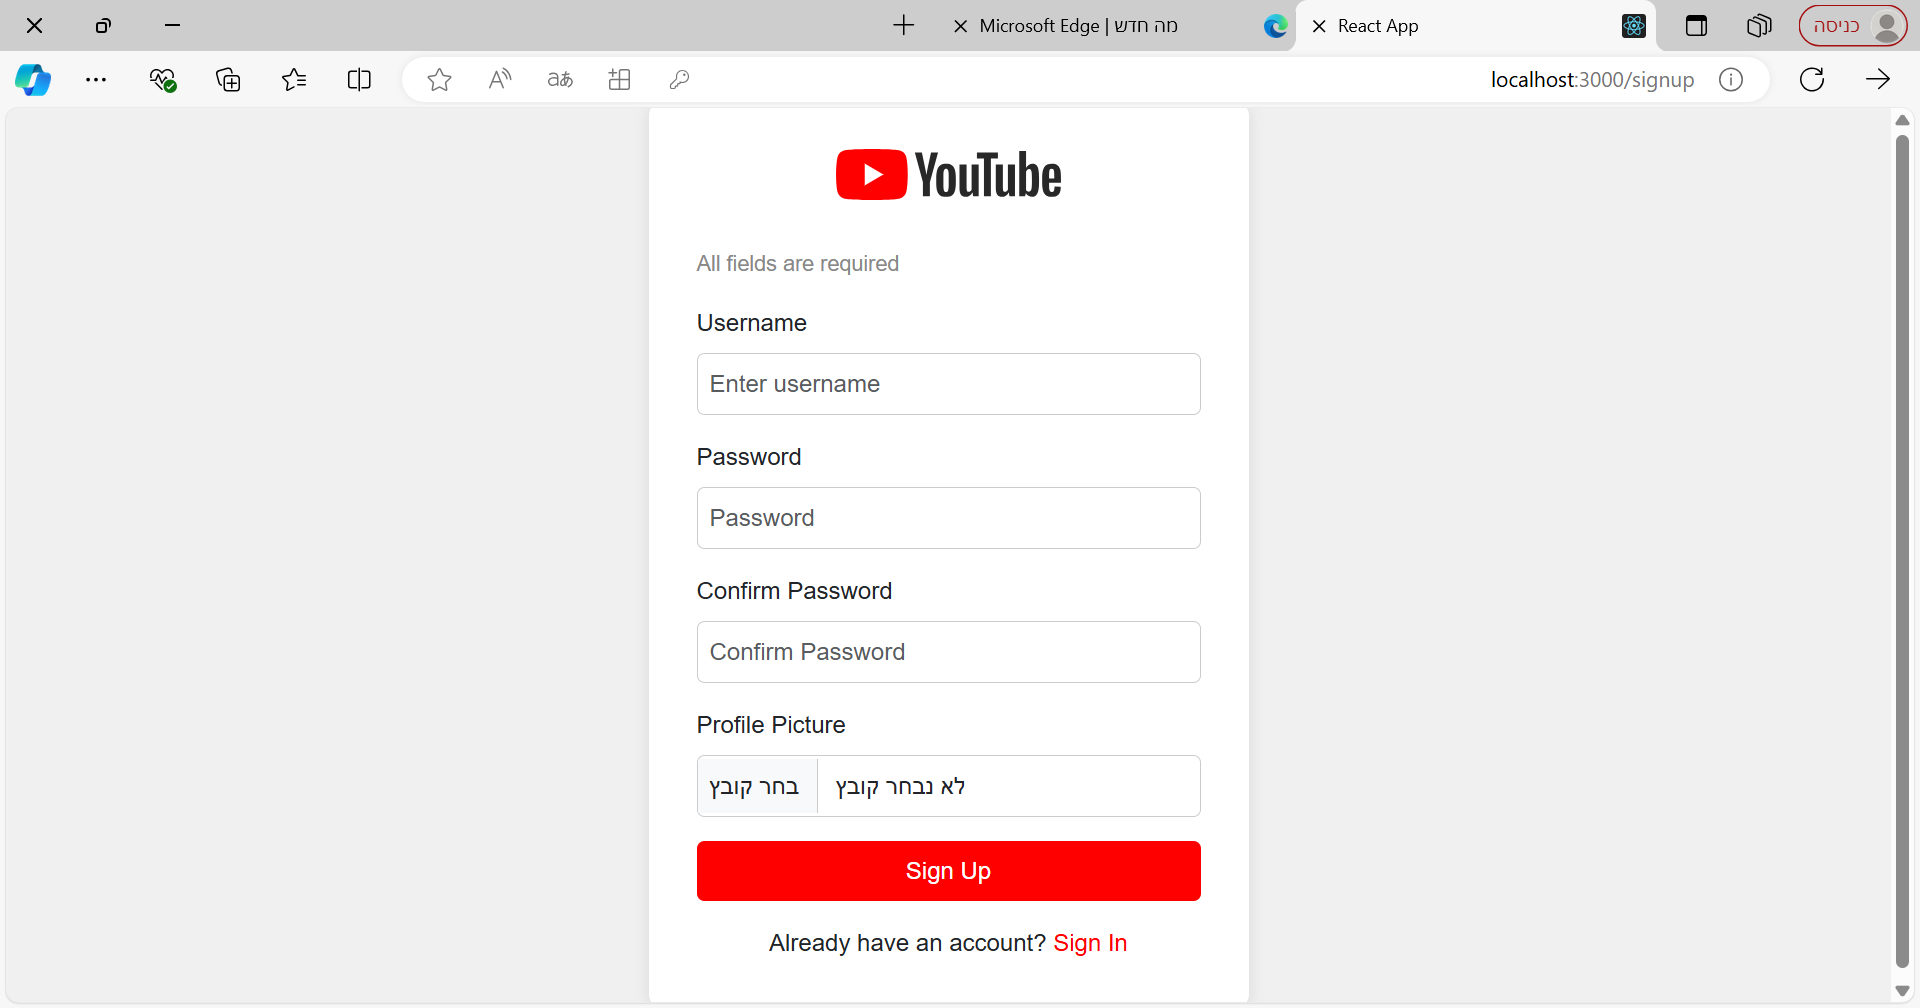 מה חדש | Microsoft Edge
React App
כניסה
localhost:3000/signup
YouTube
All fields are required
Username
Enter username
Password
Password
Confirm Password
Confirm Password
Profile Picture
בחר קובץ
לא נבחר קובץ
Sign Up
Already have an account? Sign In